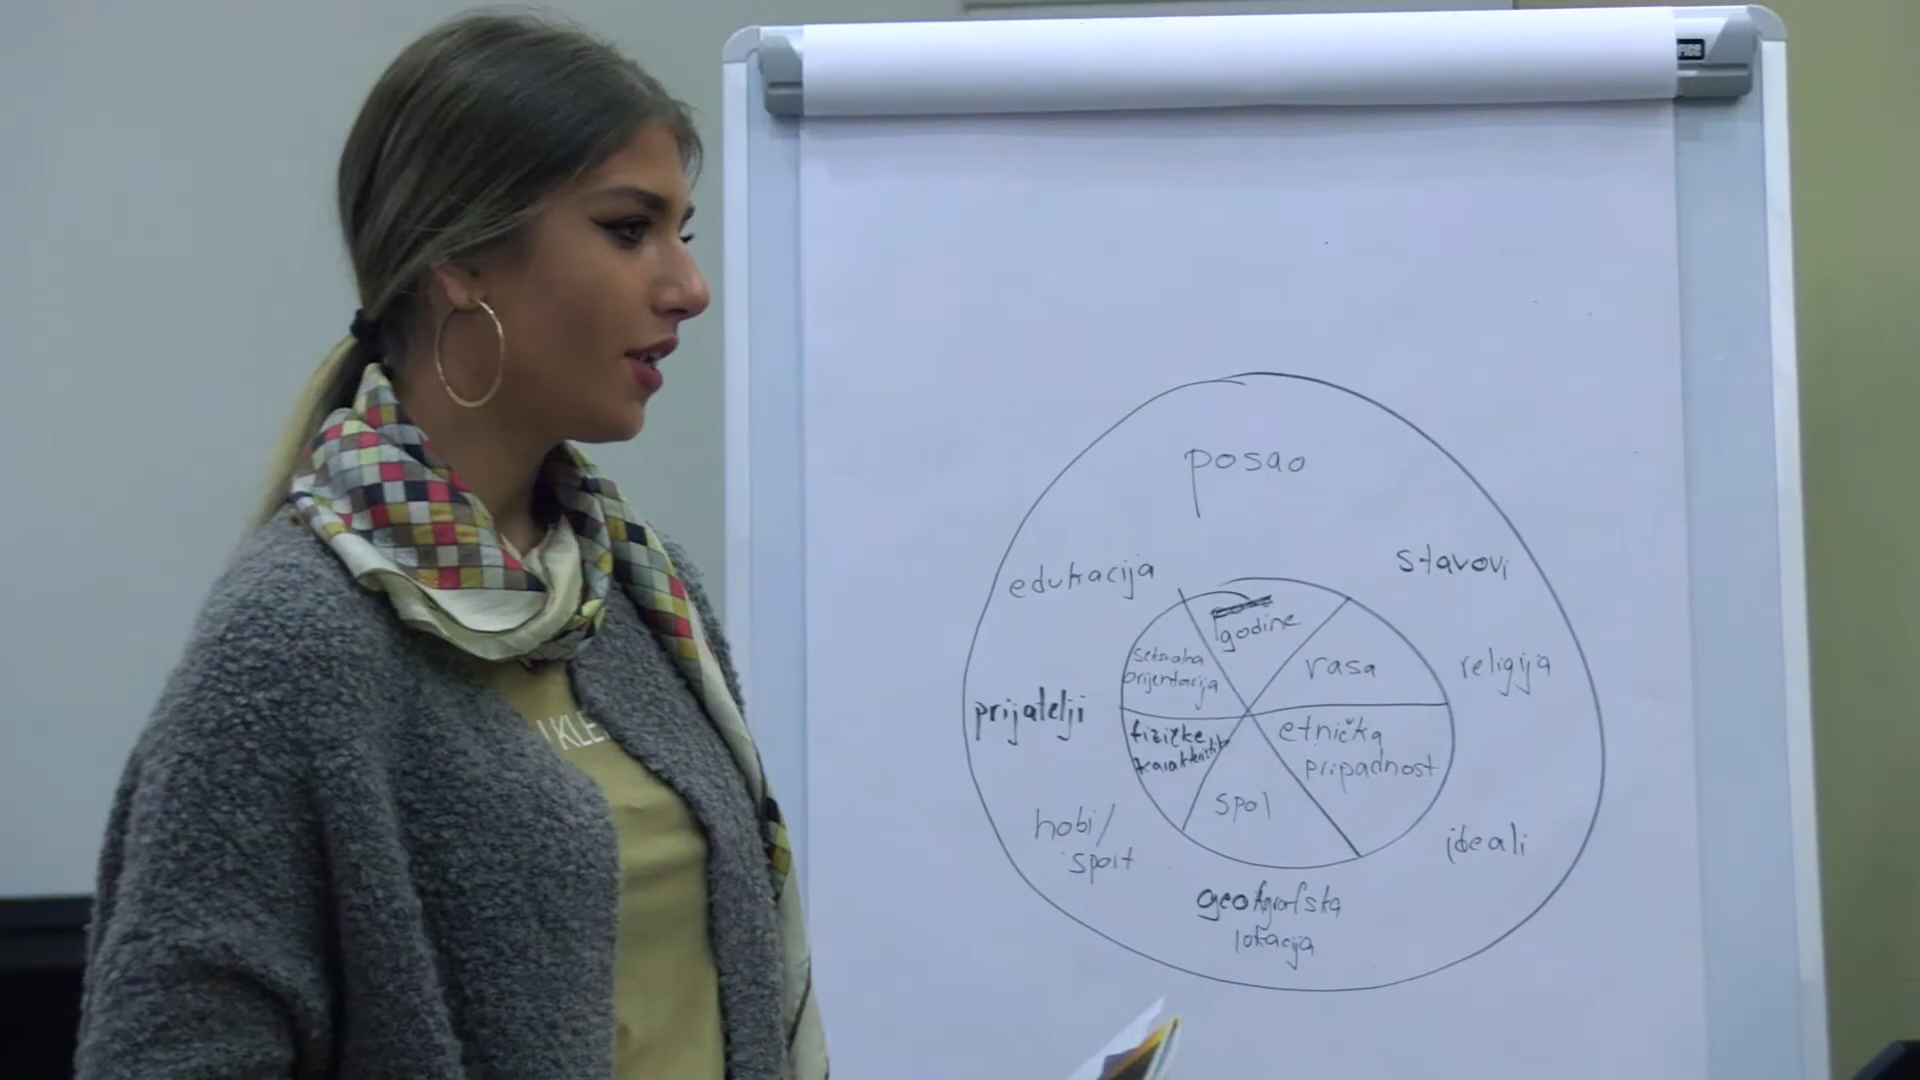 posao
edukacija
stavovi
godine
seksualna
orijentacija
rasa
religija
prijatelji
fizičke
karakteristike
etnička
pripadnost
spol
hobi/
sport
ideali
geografska
lokacija